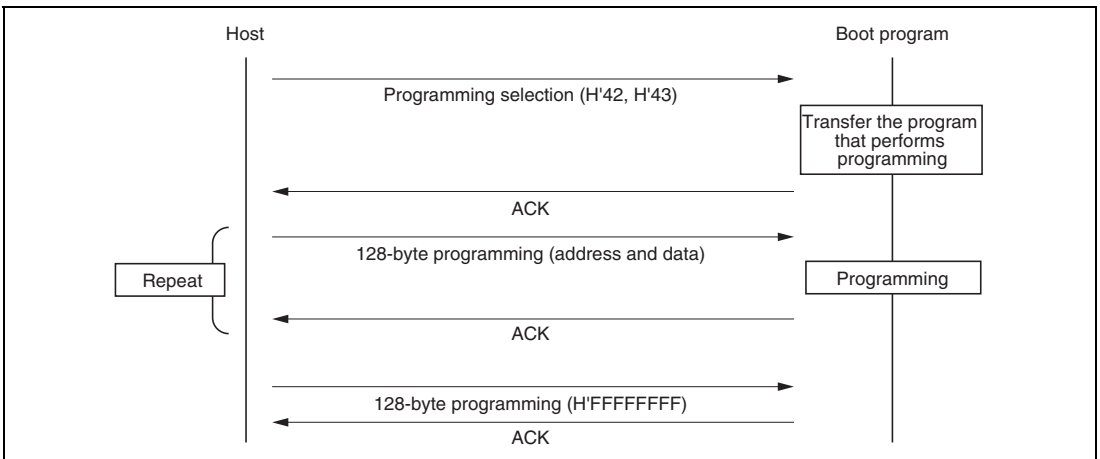 Host
Boot program
Programming selection (H'42, H'43)
Transfer the program
that performs
programming
ACK
128-byte programming (address and data)
Repeat
Programming
ACK
128-byte programming (H'FFFFFFFF)
ACK